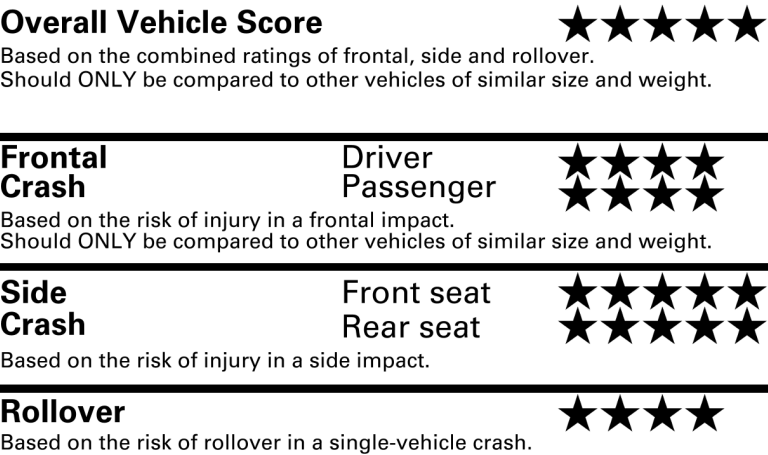 Overall Vehicle Score ★★★★★
Based on the combined ratings of frontal, side and rollover.
Should ONLY be compared to other vehicles of similar size and weight.
Frontal Driver ★★★★
Crash Passenger ★★★★
Based on the risk of injury in a frontal impact.
Should ONLY be compared to other vehicles of similar size and weight.
Side Front seat ★★★★★
Crash Rear seat ★★★★★
Based on the risk of injury in a side impact.
Rollover ★★★★
Based on the risk of rollover in a single-vehicle crash.